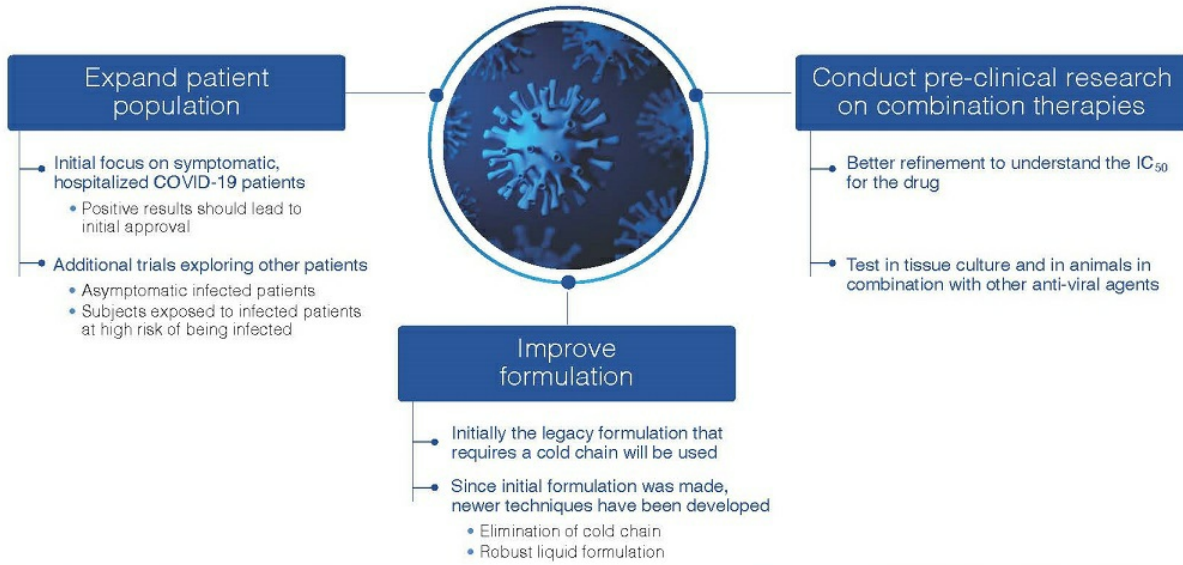 Expand patient
population
Initial focus on symptomatic,
hospitalized COVID-19 patients
• Positive results should lead to
initial approval
Additional trials exploring other patients
• Asymptomatic infected patients
• Subjects exposed to infected patients
at high risk of being infected
Improve
formulation
Initially the legacy formulation that
requires a cold chain will be used
Since initial formulation was made,
newer techniques have been developed
• Elimination of cold chain
• Robust liquid formulation
Conduct pre-clinical research
on combination therapies
Better refinement to understand the IC₅₀
for the drug
Test in tissue culture and in animals in
combination with other anti-viral agents